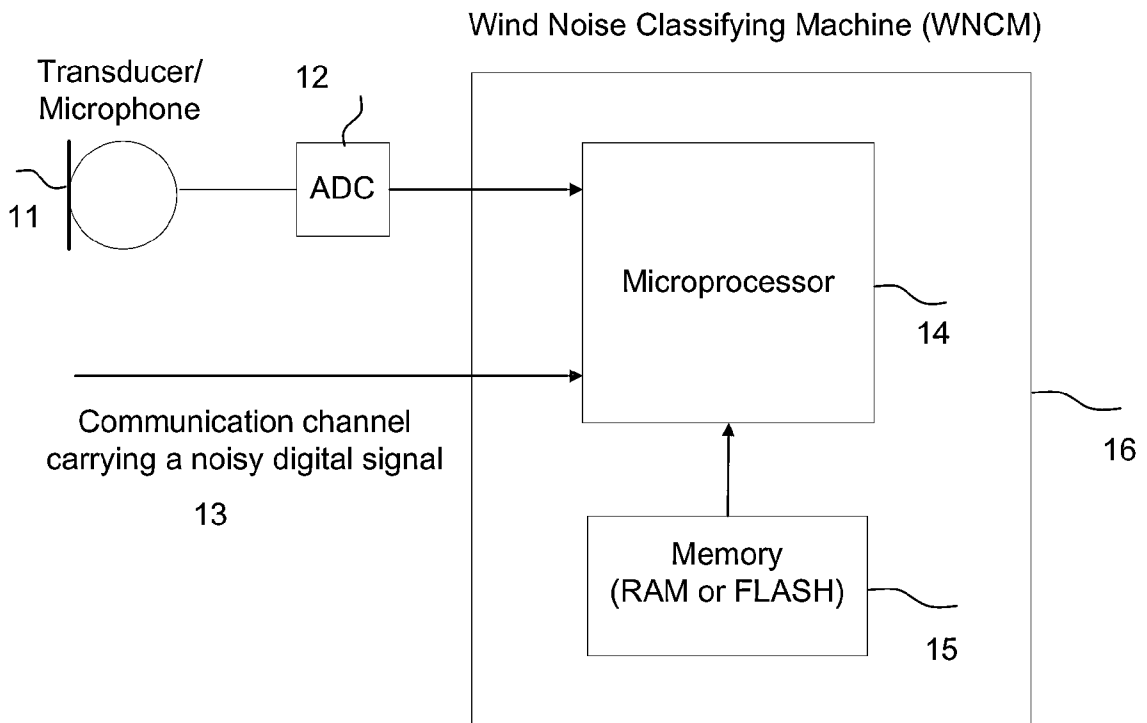 Wind Noise Classifying Machine (WNCM)
Transducer/
Microphone
12
ADC
11
Microprocessor
14
Communication channel
carrying a noisy digital signal
13
16
Memory
(RAM or FLASH)
15